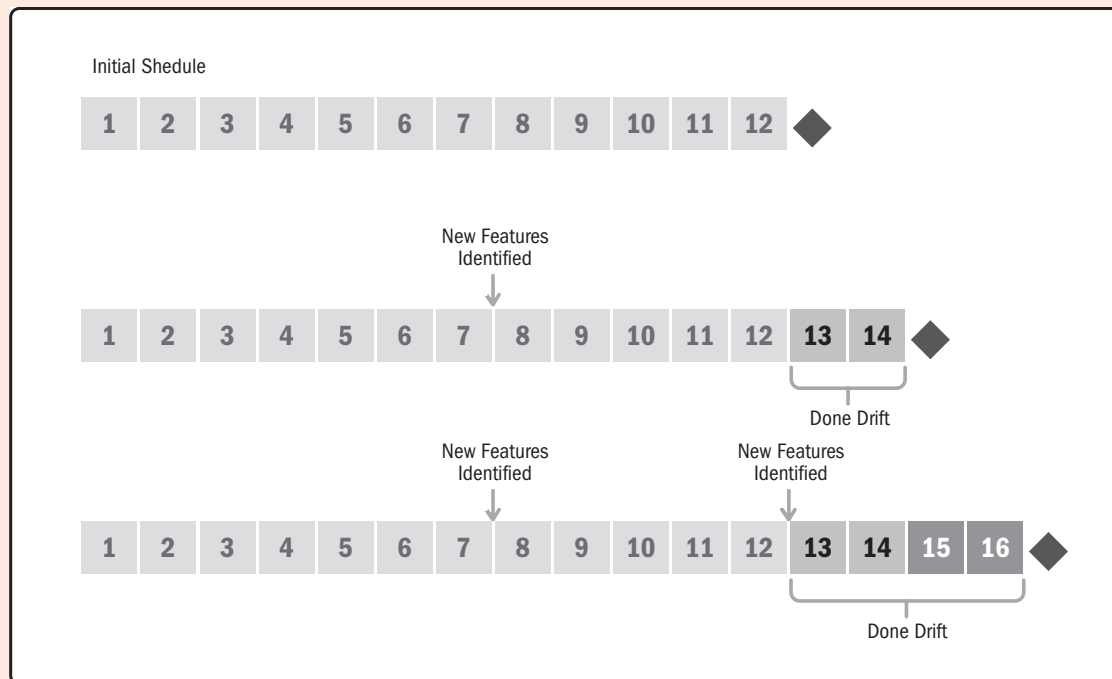 Initial Shedule
1 2 3 4 5 6 7 8 9 10 11 12
New Features
Identified
1 2 3 4 5 6 7 8 9 10 11 12 13 14
Done Drift
New Features New Features
Identified Identified
1 2 3 4 5 6 7 8 9 10 11 12 13 14 15 16
Done Drift